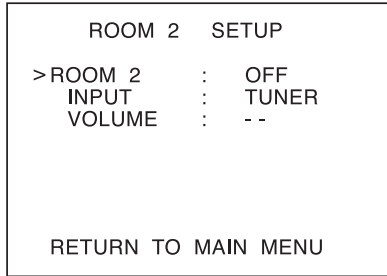 ROOM 2 SETUP
>ROOM 2 : OFF
INPUT : TUNER
VOLUME : - -
RETURN TO MAIN MENU